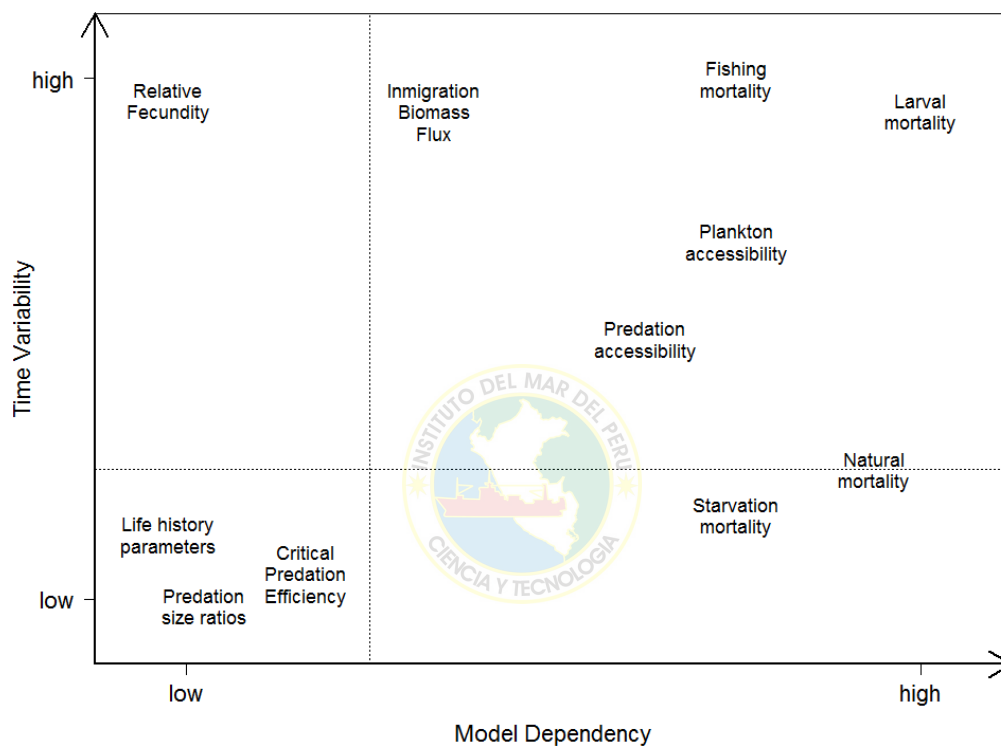 high
Relative
Fecundity
Inmigration
Biomass
Flux
Fishing
mortality
Larval
mortality
Plankton
accessibility
Predation
accessibility
Time Variability
INSTITUTO DEL MAR DEL PERU
CIENCIA Y TECNOLOGIA
Natural
mortality
Starvation
mortality
Life history
parameters
Critical
Predation
Efficiency
Predation
size ratios
low
low
high
Model Dependency